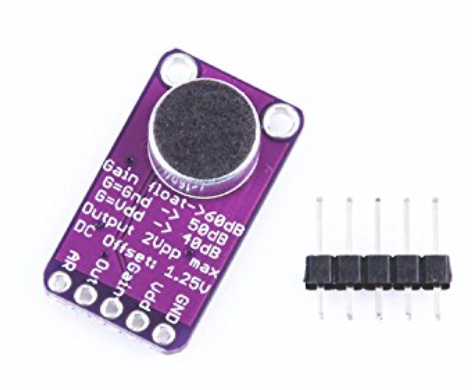 Gain float->60dB
G=Gnd -> 50dB
G=Vdd -> 40dB
Output 2Vpp max
DC Offset: 1.25V
AR
Out
Gain
Vdd
GND